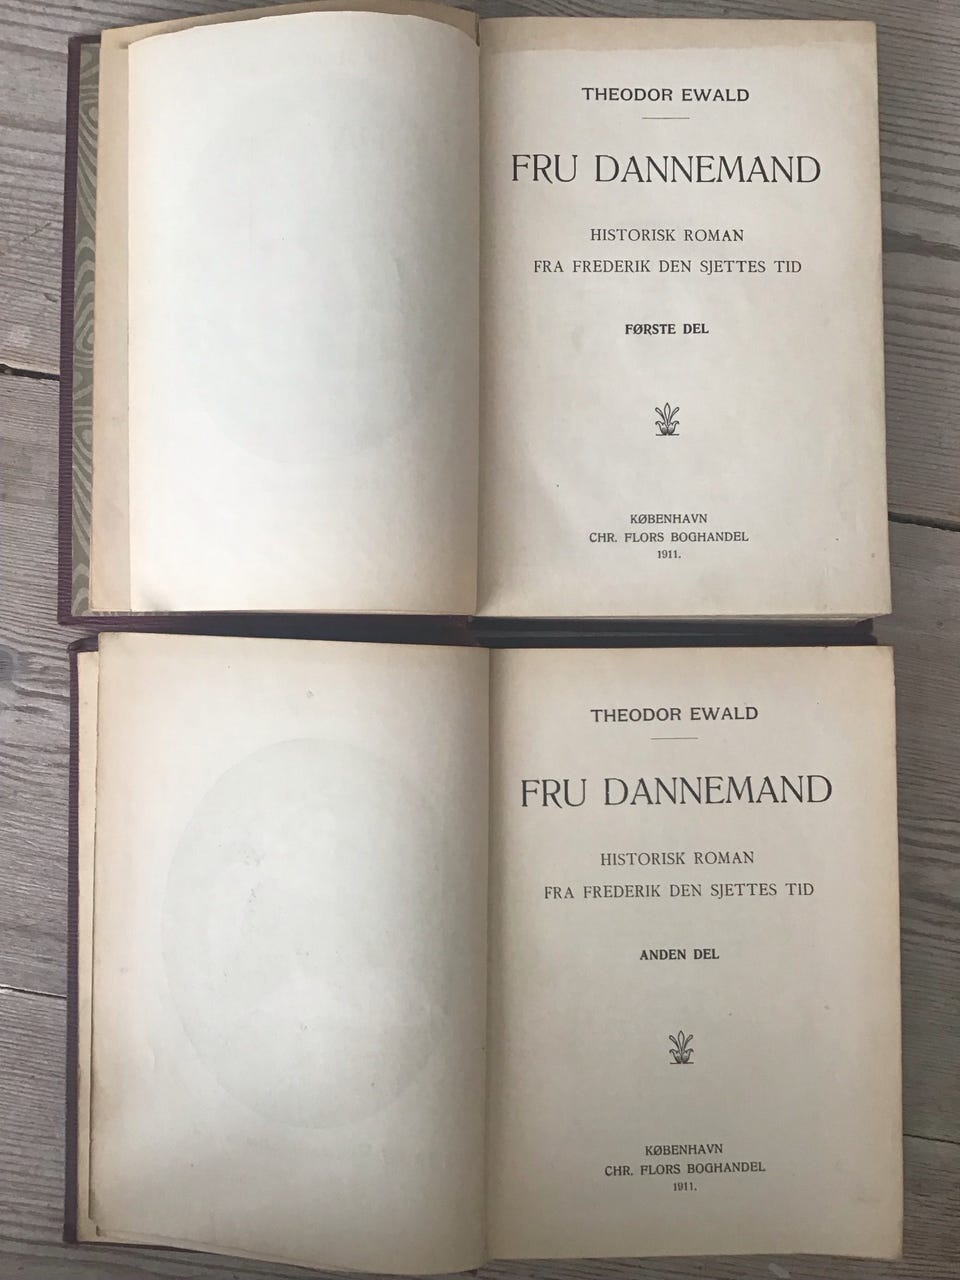 THEODOR EWALD
FRU DANNEMAND
HISTORISK ROMAN
FRA FREDERIK DEN SJETTES TID
FØRSTE DEL
KØBENHAVN
CHR. FLORS BOGHANDEL
1911.
THEODOR EWALD
FRU DANNEMAND
HISTORISK ROMAN
FRA FREDERIK DEN SJETTES TID
ANDEN DEL
KØBENHAVN
CHR. FLORS BOGHANDEL
1911.